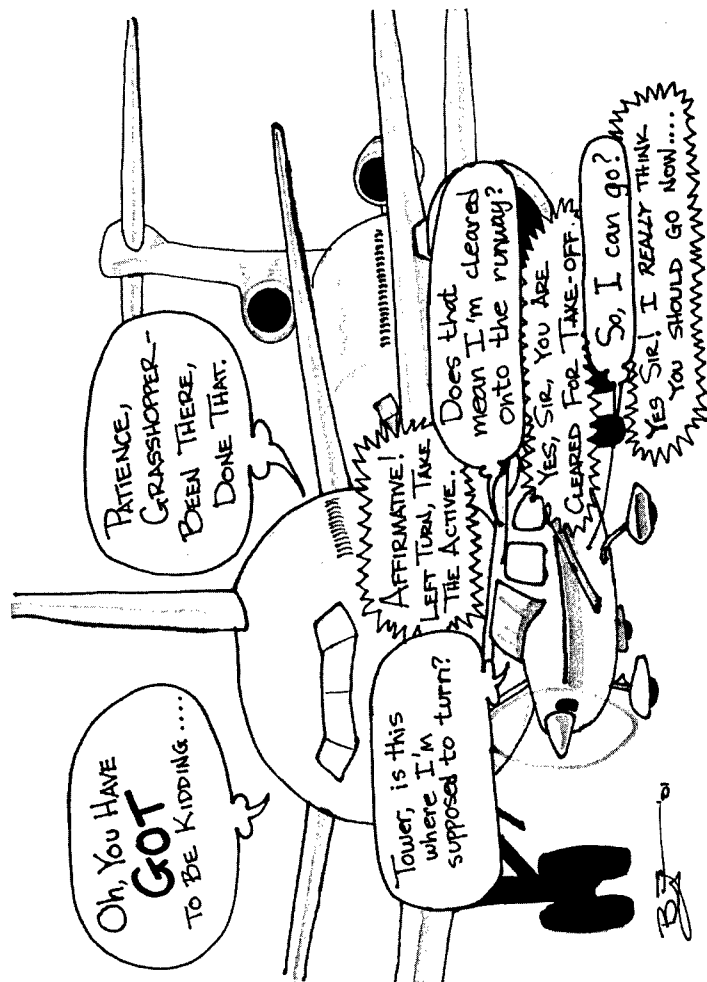 Oh, You Have
GOT
To Be Kidding....
Patience,
Grasshopper-
Been There,
Done That.
Tower, is this
where I'm
supposed to turn?
Affirmative!
Left Turn, Take
The Active.
Does that
mean I'm cleared
onto the runway?
Yes, Sir, You Are
Cleared For Take-Off.
So, I can go?
Yes Sir! I Really Think
You Should Go Now....
'01